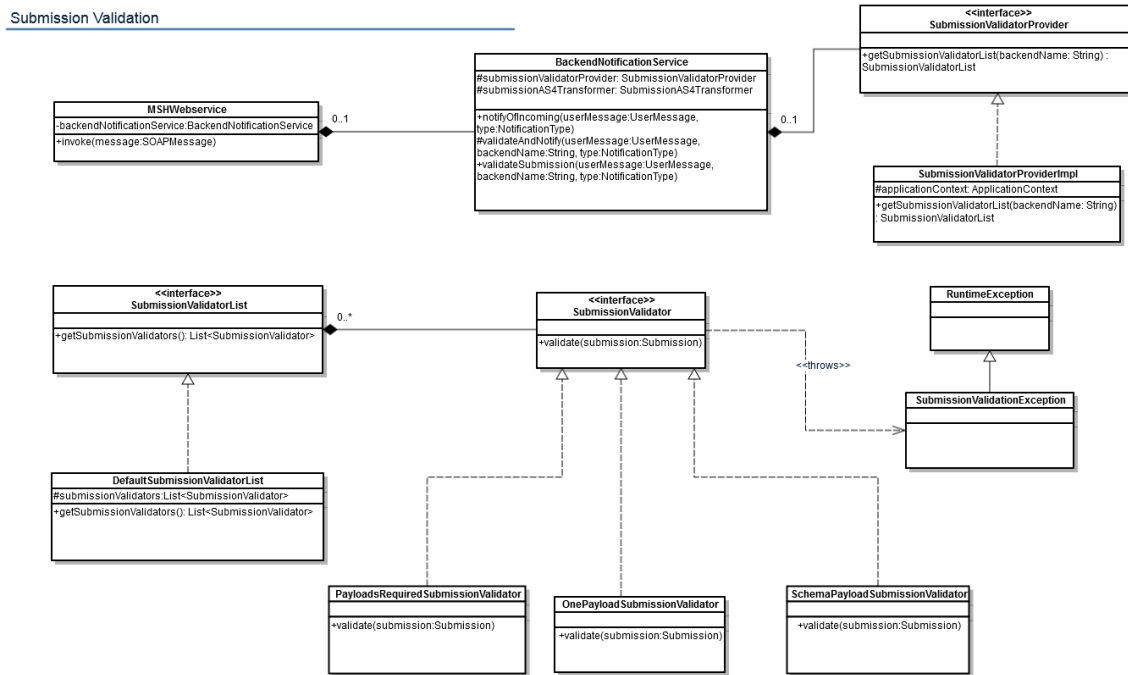 Submission Validation
<<interface>>
SubmissionValidatorProvider
+getSubmissionValidatorList(backendName: String) :
SubmissionValidatorList
BackendNotificationService
#submissionValidatorProvider: SubmissionValidatorProvider
#submissionAS4Transformer: SubmissionAS4Transformer
+notifyOfIncoming(userMessage:UserMessage,
type:NotificationType)
#validateAndNotify(userMessage:UserMessage,
backendName:String, type:NotificationType)
+validateSubmission(userMessage:UserMessage,
backendName:String, type:NotificationType)
MSHWebservice
-backendNotificationService:BackendNotificationService
+invoke(message:SOAPMessage)
0..1
0..1
SubmissionValidatorProviderImpl
#applicationContext: ApplicationContext
+getSubmissionValidatorList(backendName: String)
: SubmissionValidatorList
<<interface>>
SubmissionValidatorList
+getSubmissionValidators(): List<SubmissionValidator>
0..*
<<interface>>
SubmissionValidator
+validate(submission:Submission)
RuntimeException
<<throws>>
SubmissionValidationException
DefaultSubmissionValidatorList
#submissionValidators:List<SubmissionValidator>
+getSubmissionValidators(): List<SubmissionValidator>
PayloadsRequiredSubmissionValidator
+validate(submission:Submission)
OnePayloadSubmissionValidator
+validate(submission:Submission)
SchemaPayloadSubmissionValidator
+validate(submission:Submission)